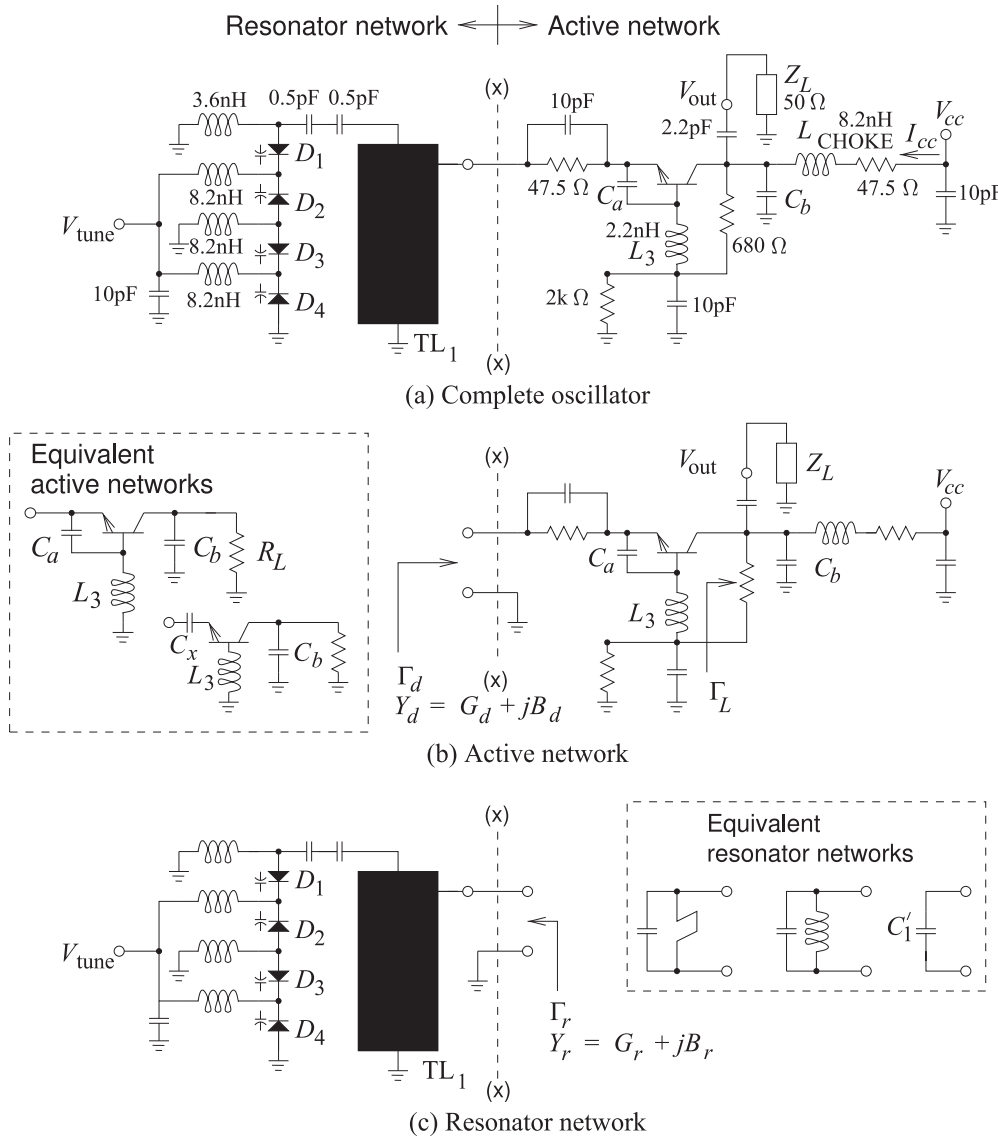 Resonator network
Active network
(x)
3.6nH
0.5pF 0.5pF
10pF
V_out
Z_L
50 Ω
2.2pF
L
8.2nH
CHOKE
I_cc
V_cc
D_1
47.5 Ω
C_a
C_b
47.5 Ω
10pF
8.2nH
D_2
V_tune
8.2nH
D_3
2.2nH
L_3
680 Ω
10pF
8.2nH
D_4
2k Ω
10pF
TL_1
(x)
(a) Complete oscillator
Equivalent
active networks
C_a
C_b
R_L
L_3
C_x
L_3
C_b
(x)
V_out
Z_L
V_cc
C_a
C_b
L_3
Γ_d
(x)
Γ_L
Y_d = G_d + jB_d
(b) Active network
(x)
D_1
D_2
V_tune
D_3
D_4
TL_1
Γ_r
Y_r = G_r + jB_r
(x)
Equivalent
resonator networks
C'_1
(c) Resonator network